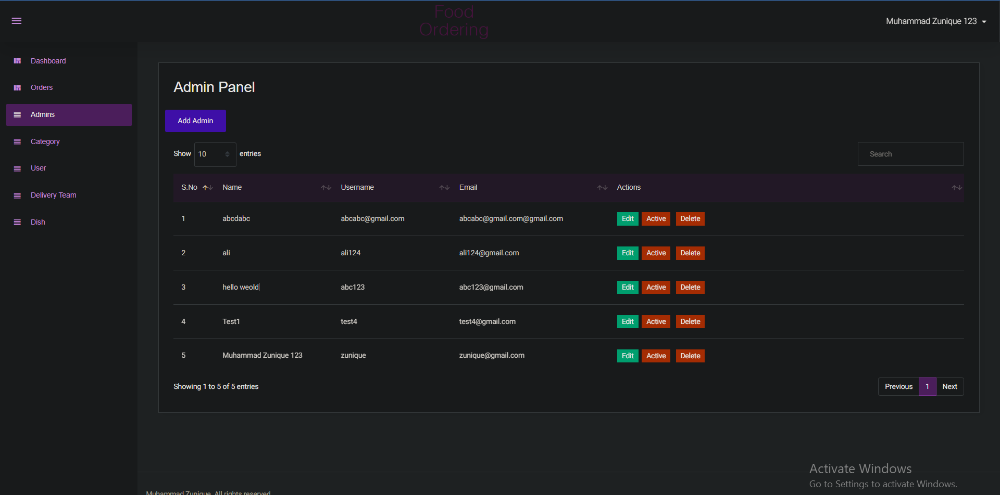 Food
Ordering
Muhammad Zunique 123
Dashboard
Orders
Admins
Category
User
Delivery Team
Dish
Admin Panel
Add Admin
Show 10 entries
Search
S.No Name Username Email Actions
1 abcdabc abcabc@gmail.com abcabc@gmail.com@gmail.com Edit Active Delete
2 ali ali124 ali124@gmail.com Edit Active Delete
3 hello weold abc123 abc123@gmail.com Edit Active Delete
4 Test1 test4 test4@gmail.com Edit Active Delete
5 Muhammad Zunique 123 zunique zunique@gmail.com Edit Active Delete
Showing 1 to 5 of 5 entries
Previous 1 Next
Activate Windows
Go to Settings to activate Windows.
Muhammad Zunique. All rights reserved